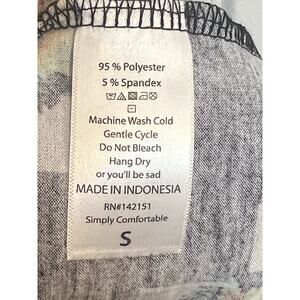 95 % Polyester
5 % Spandex
Machine Wash Cold
Gentle Cycle
Do Not Bleach
Hang Dry
or you'll be sad
MADE IN INDONESIA
RN#142151
Simply Comfortable
S